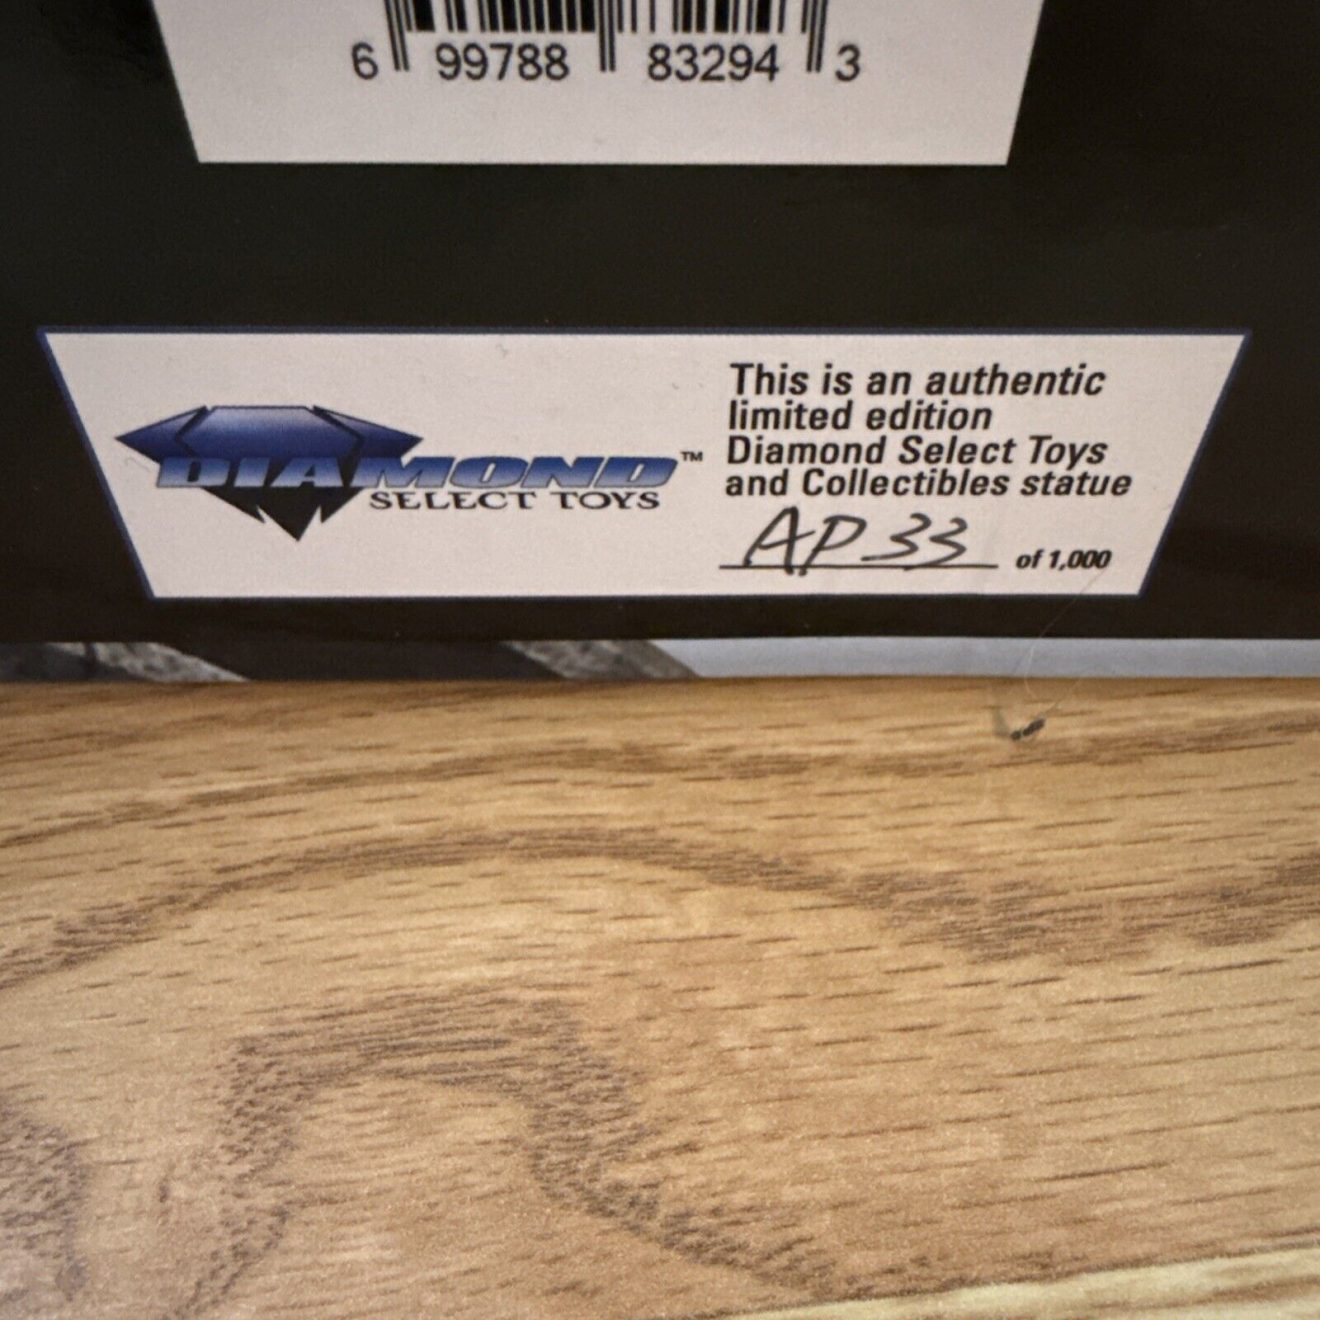 6 99788 83294 3
DIAMOND™
SELECT TOYS
This is an authentic
limited edition
Diamond Select Toys
and Collectibles statue
AP 33 of 1,000